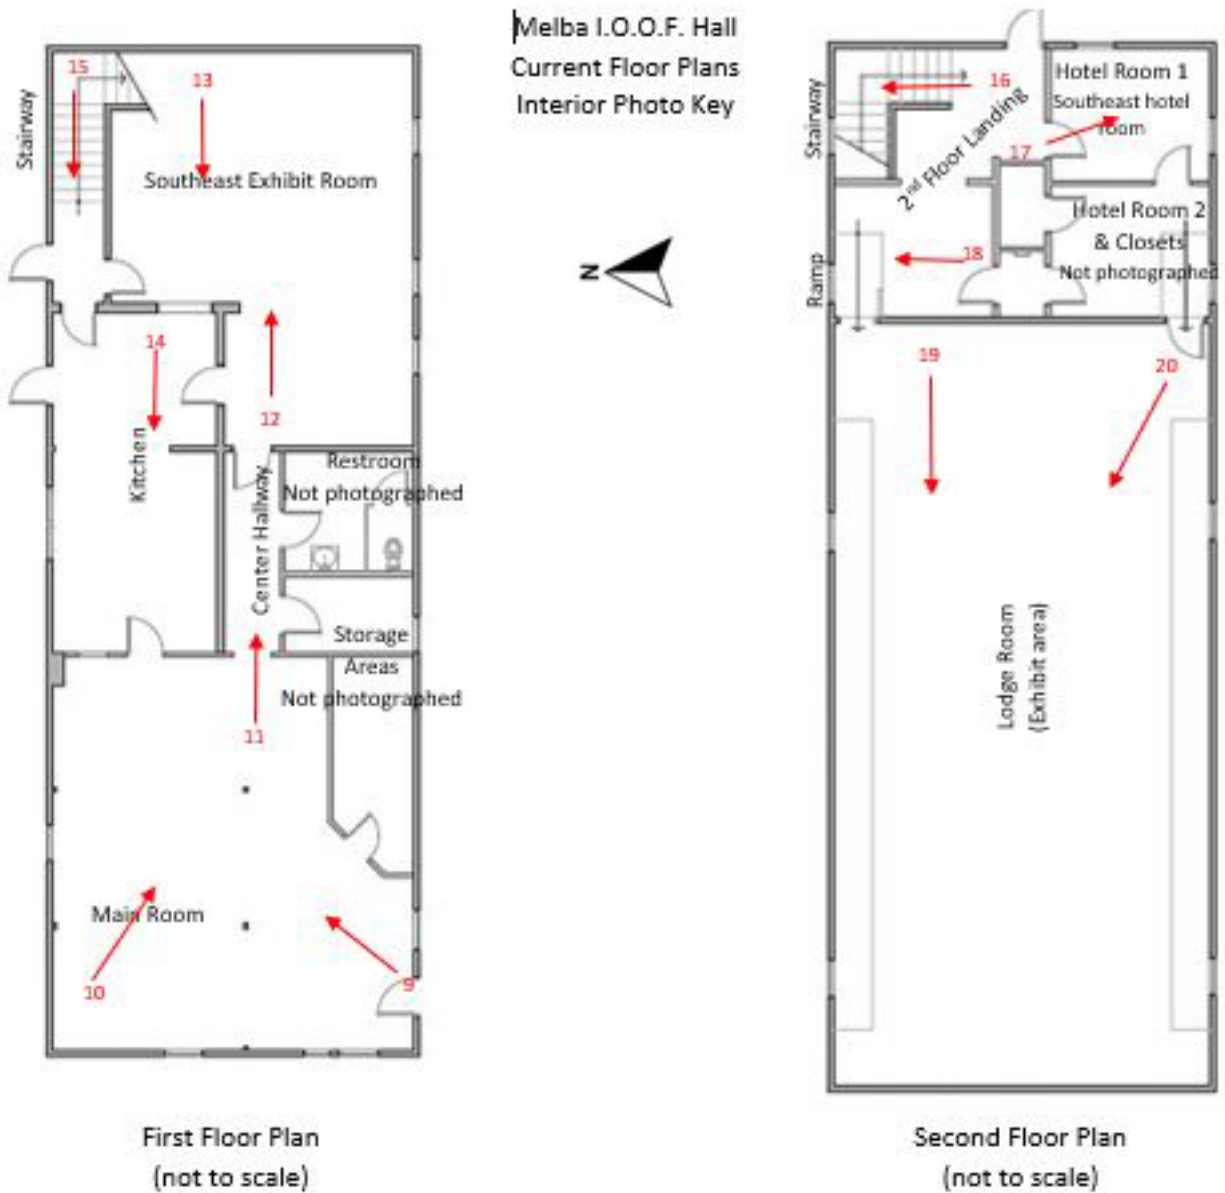 Melba I.O.O.F. Hall
Current Floor Plans
Interior Photo Key
N
Stairway
15
13
Southeast Exhibit Room
14
12
Kitchen
Center Hallway
Restroom
Not photographed
Storage
Areas
Not photographed
11
Main Room
10
9
First Floor Plan
(not to scale)
Stairway
16
Hotel Room 1
Southeast hotel
room
17
2nd Floor Landing
Hotel Room 2
& Closets
Not photographed
Ramp
18
19
20
Lodge Room
(Exhibit area)
Second Floor Plan
(not to scale)